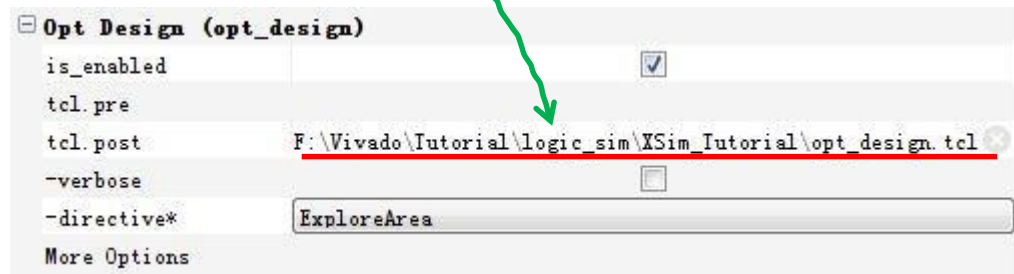 Opt Design (opt_design)
is_enabled
tcl.pre
tcl.post F:\Vivado\Tutorial\logic_sim\XSim_Tutorial\opt_design.tcl
-verbose
-directive* ExploreArea
More Options